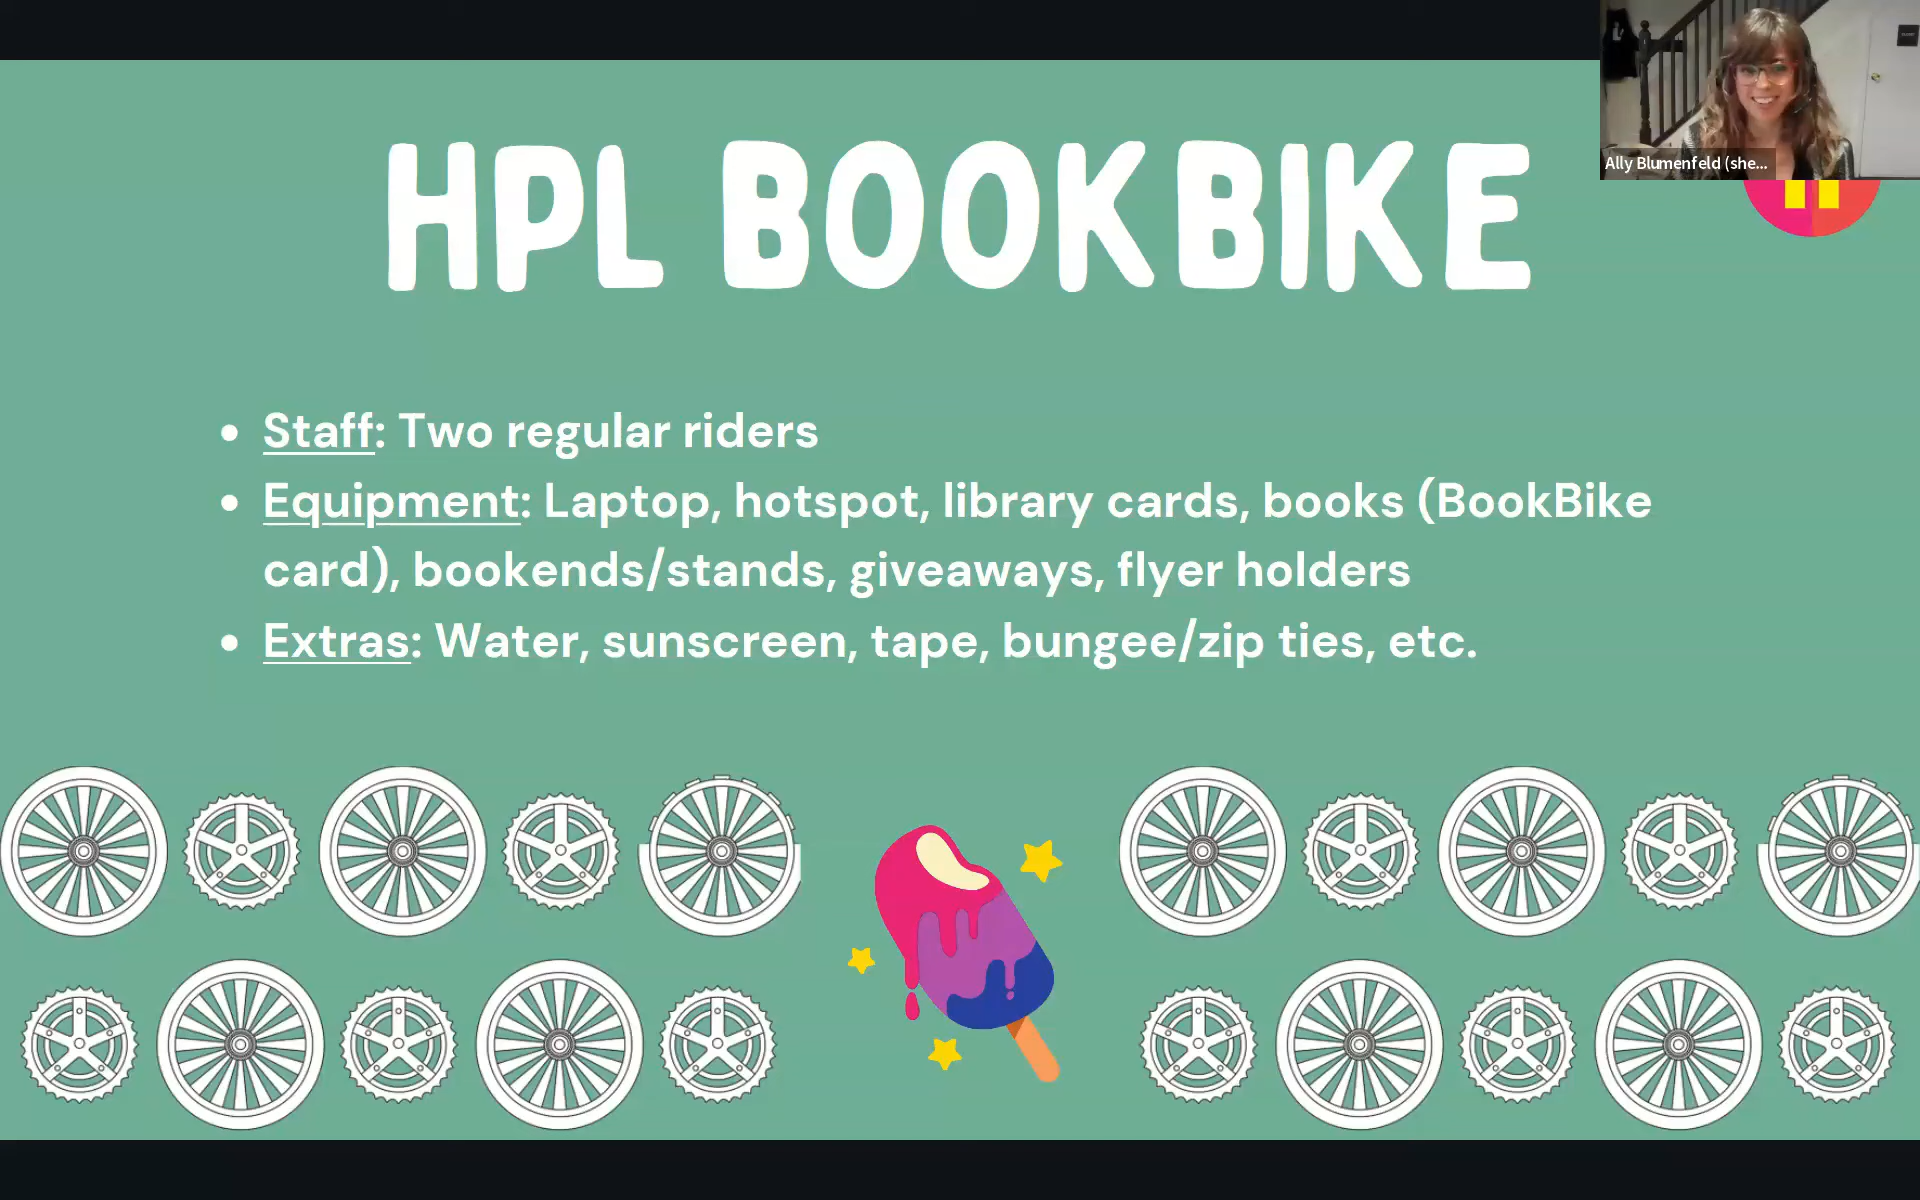 HPL BOOKBIKE
Ally Blumenfeld (she...
• Staff: Two regular riders
• Equipment: Laptop, hotspot, library cards, books (BookBike
card), bookends/stands, giveaways, flyer holders
• Extras: Water, sunscreen, tape, bungee/zip ties, etc.